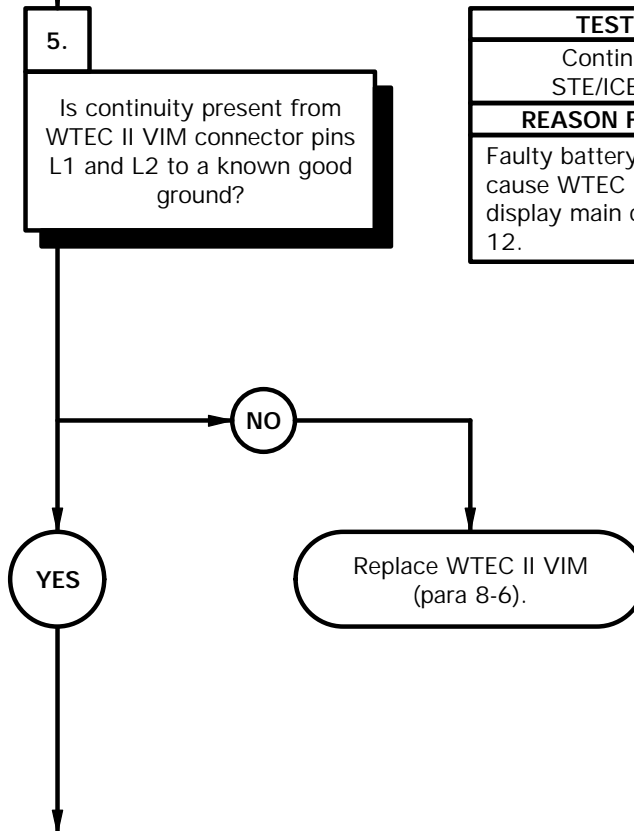 5.
Is continuity present from
WTEC II VIM connector pins
L1 and L2 to a known good
ground?
TEST
Contin
STE/ICE
REASON F
Faulty battery
cause WTEC
display main c
12.
NO
YES
Replace WTEC II VIM
(para 8-6).